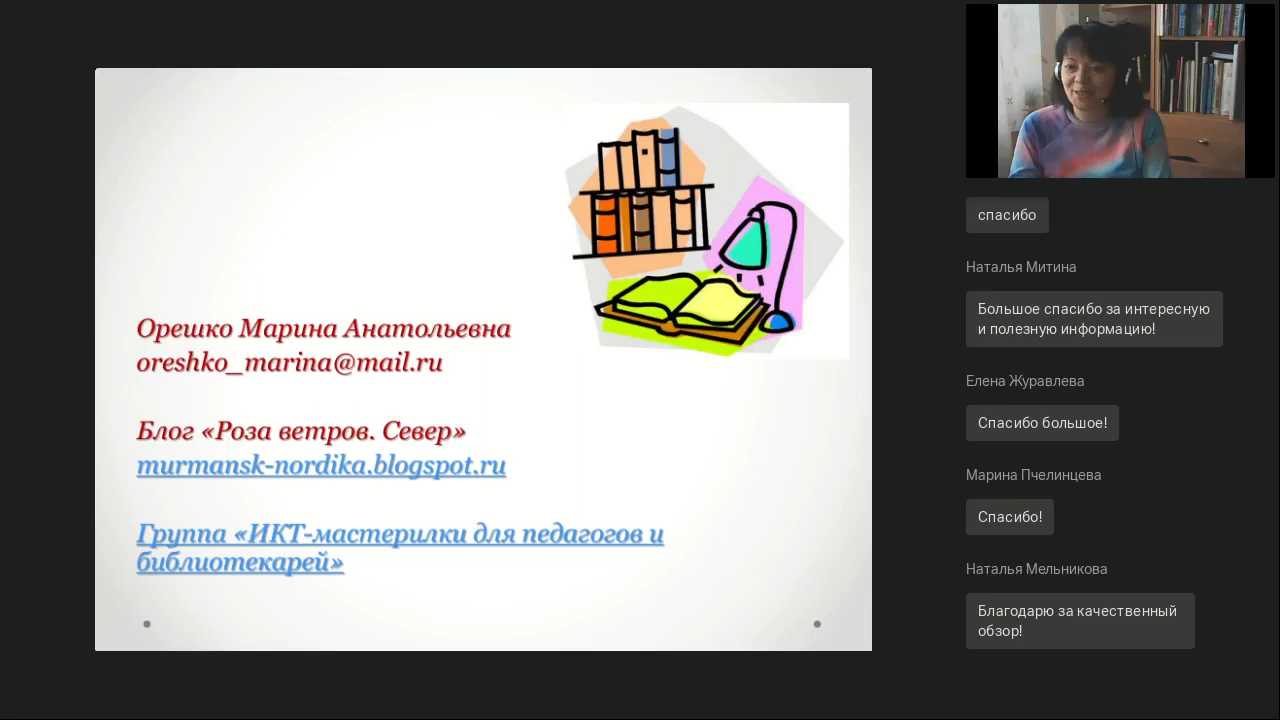 Орешко Марина Анатольевна
oreshko_marina@mail.ru
Блог «Роза ветров. Север»
murmansk-nordika.blogspot.ru
Группа «ИКТ-мастерилки для педагогов и
библиотекарей»
спасибо
Наталья Митина
Большое спасибо за интересную
и полезную информацию!
Елена Журавлева
Спасибо большое!
Марина Пчелинцева
Спасибо!
Наталья Мельникова
Благодарю за качественный
обзор!